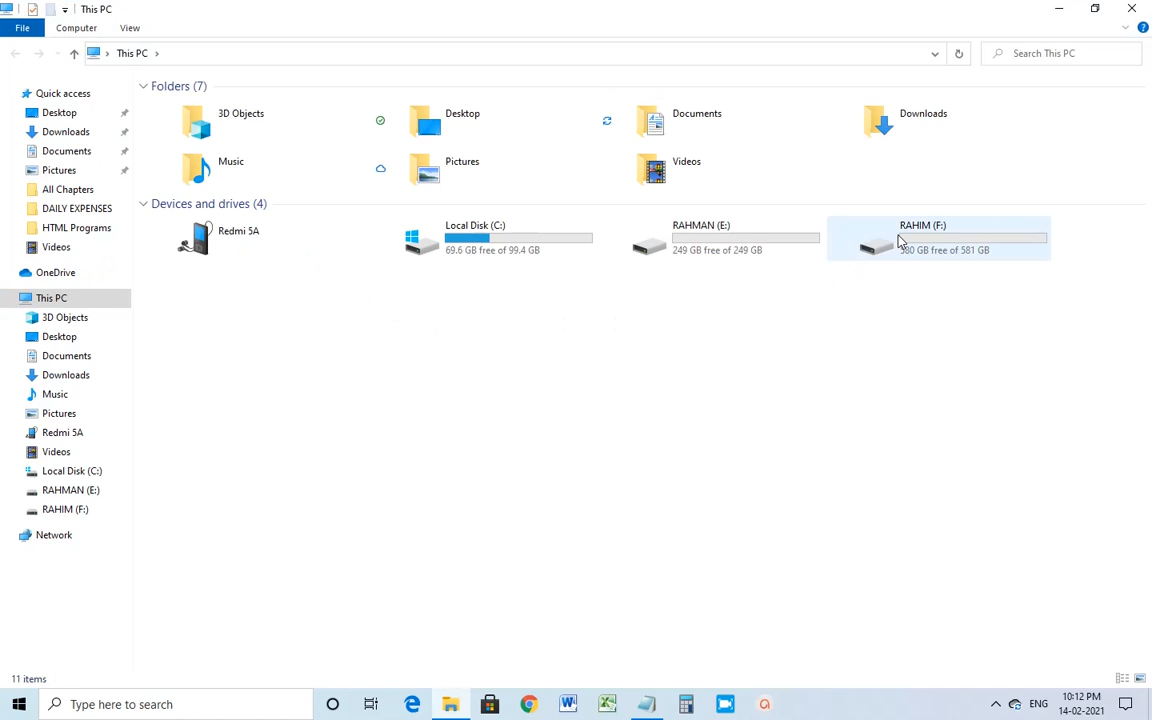 This PC
File Computer View
This PC
Search This PC
Quick access
Desktop
Downloads
Documents
Pictures
All Chapters
DAILY EXPENSES
HTML Programs
Videos
OneDrive
This PC
3D Objects
Desktop
Documents
Downloads
Music
Pictures
Redmi 5A
Videos
Local Disk (C:)
RAHMAN (E:)
RAHIM (F:)
Network
Folders (7)
3D Objects Desktop Documents Downloads
Music Pictures Videos
Devices and drives (4)
Redmi 5A
Local Disk (C:)
69.6 GB free of 99.4 GB
RAHMAN (E:)
249 GB free of 249 GB
RAHIM (F:)
580 GB free of 581 GB
11 items
Type here to search
ENG
10:12 PM
14-02-2021